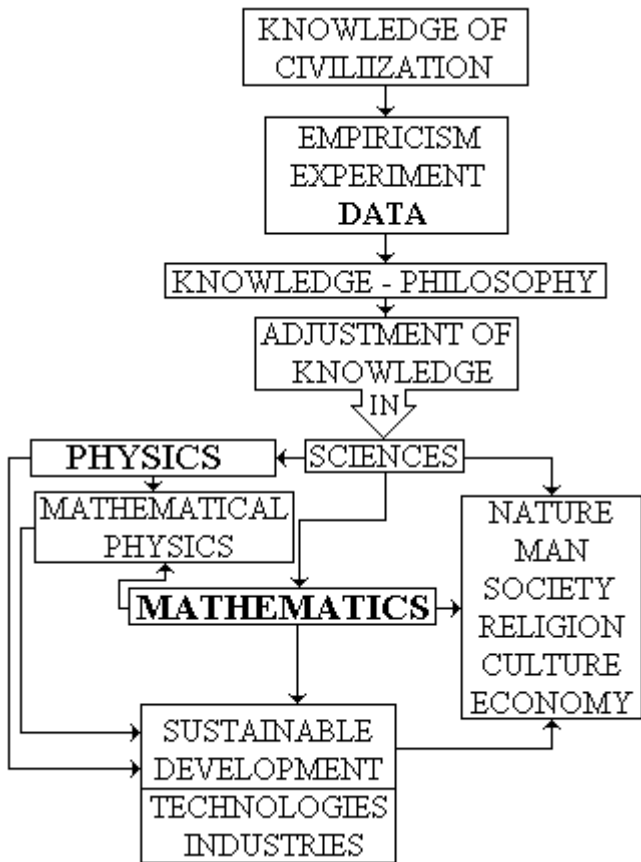 KNOWLEDGE OF
CIVILIIZATION
EMPIRICISM
EXPERIMENT
DATA
KNOWLEDGE - PHILOSOPHY
ADJUSTMENT OF
KNOWLEDGE
IN
PHYSICS
SCIENCES
MATHEMATICAL
PHYSICS
MATHEMATICS
NATURE
MAN
SOCIETY
RELIGION
CULTURE
ECONOMY
SUSTAINABLE
DEVELOPMENT
TECHNOLOGIES
INDUSTRIES